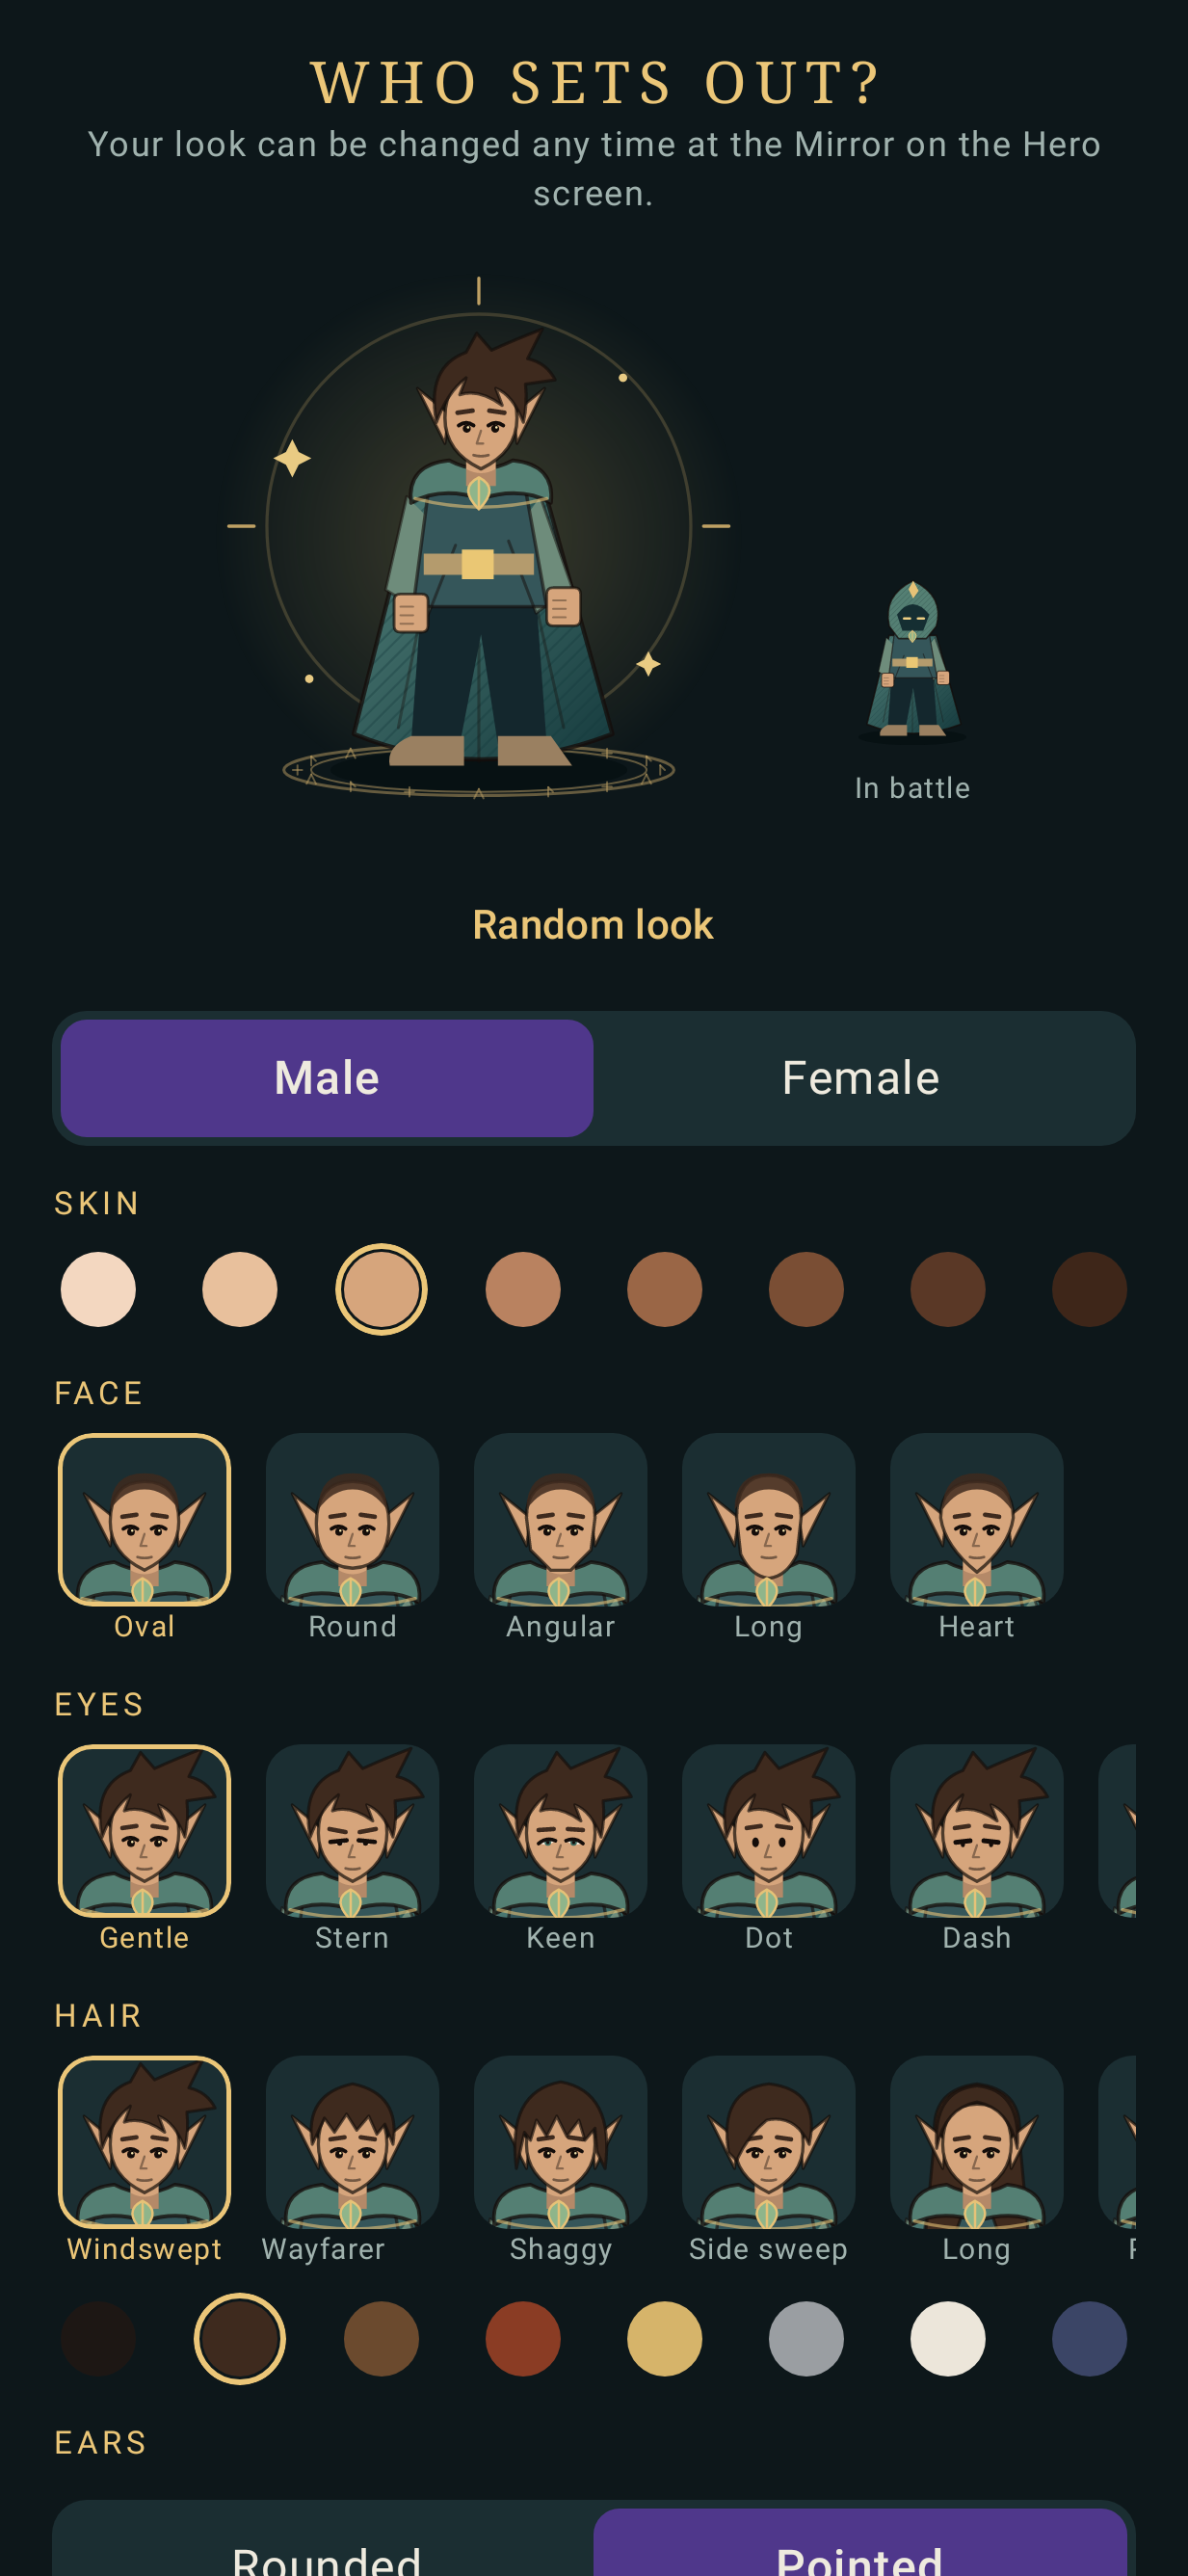 WHO SETS OUT?
Your look can be changed any time at the Mirror on the Hero
screen.
In battle
Random look
Male Female
SKIN
FACE
Oval Round Angular Long Heart
EYES
Gentle Stern Keen Dot Dash
HAIR
Windswept Wayfarer Shaggy Side sweep Long
EARS
Rounded Pointed